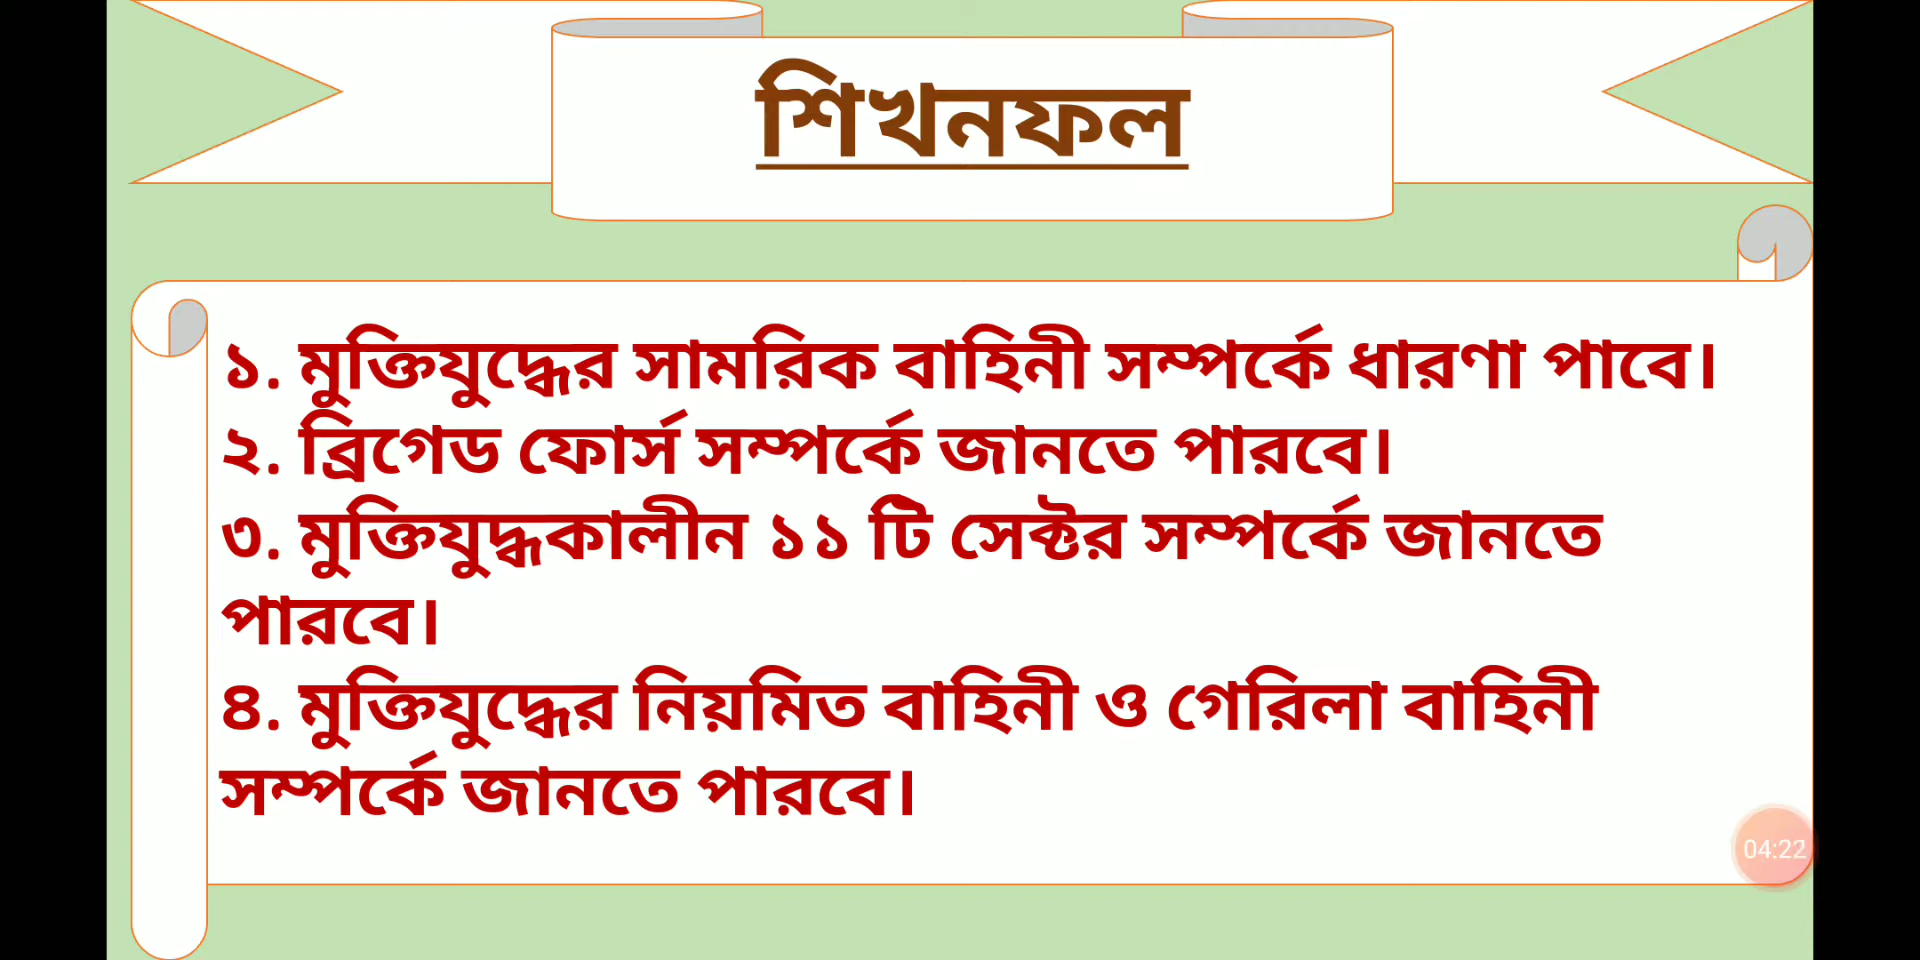 শিখনফল
১. মুক্তিযুদ্ধের সামরিক বাহিনী সম্পর্কে ধারণা পাবে।
২. ব্রিগেড ফোর্স সম্পর্কে জানতে পারবে।
৩. মুক্তিযুদ্ধকালীন ১১ টি সেক্টর সম্পর্কে জানতে
পারবে।
৪. মুক্তিযুদ্ধের নিয়মিত বাহিনী ও গেরিলা বাহিনী
সম্পর্কে জানতে পারবে।
04:22